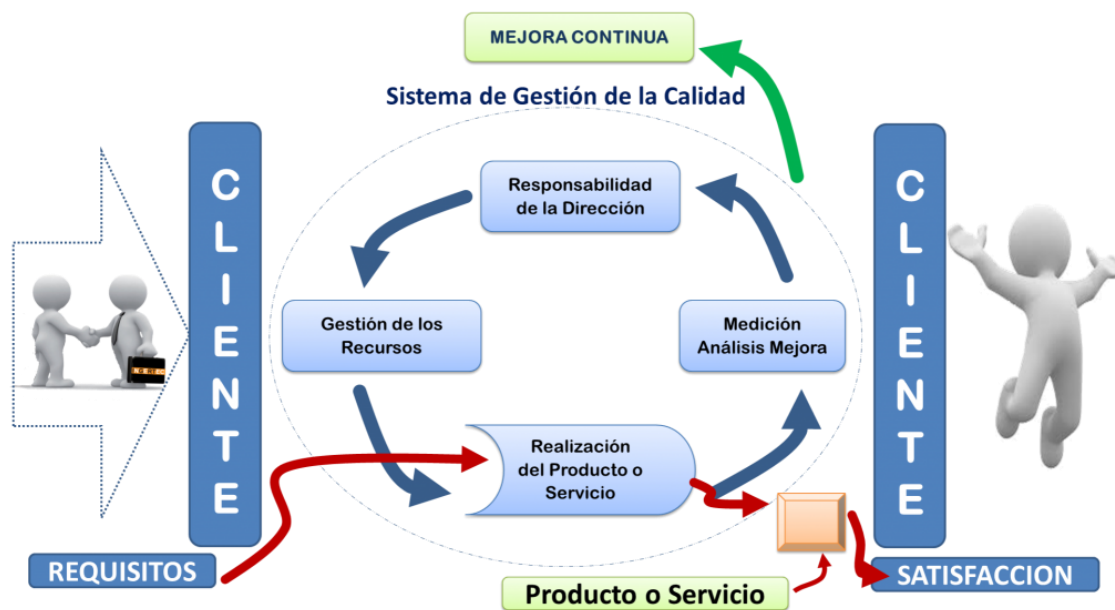 MEJORA CONTINUA
Sistema de Gestión de la Calidad
CLIENTE
CLIENTE
Responsabilidad
de la Dirección
Gestión de los
Recursos
Medición
Análisis Mejora
Realización
del Producto o
Servicio
REQUISITOS
SATISFACCION
Producto o Servicio